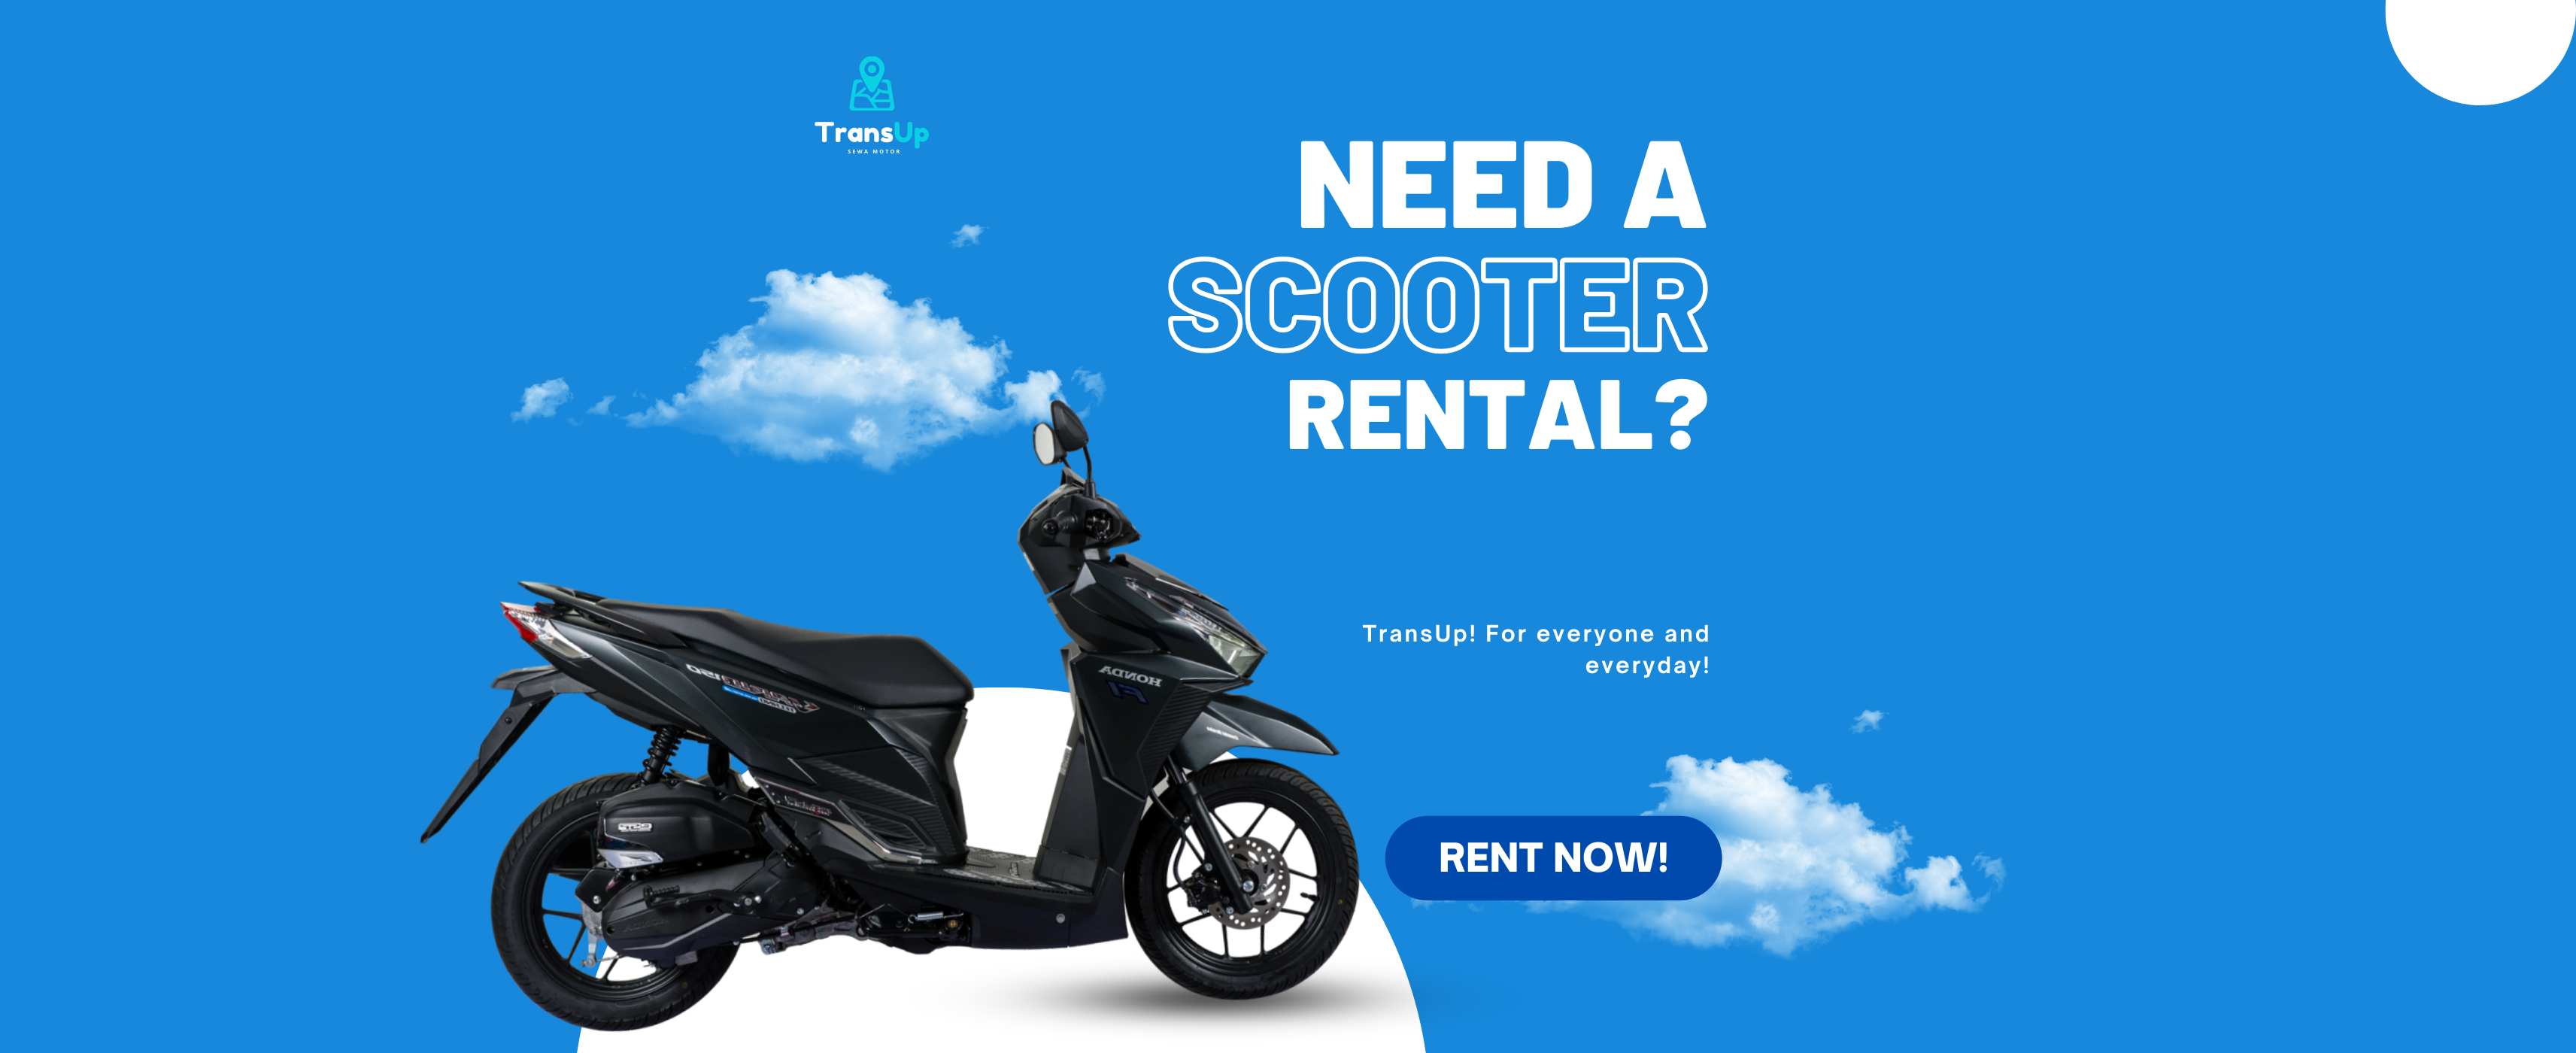 TransUp
SEWA MOTOR
NEED A
SCOOTER
RENTAL?
TransUp! For everyone and
everyday!
HONDA
RENT NOW!